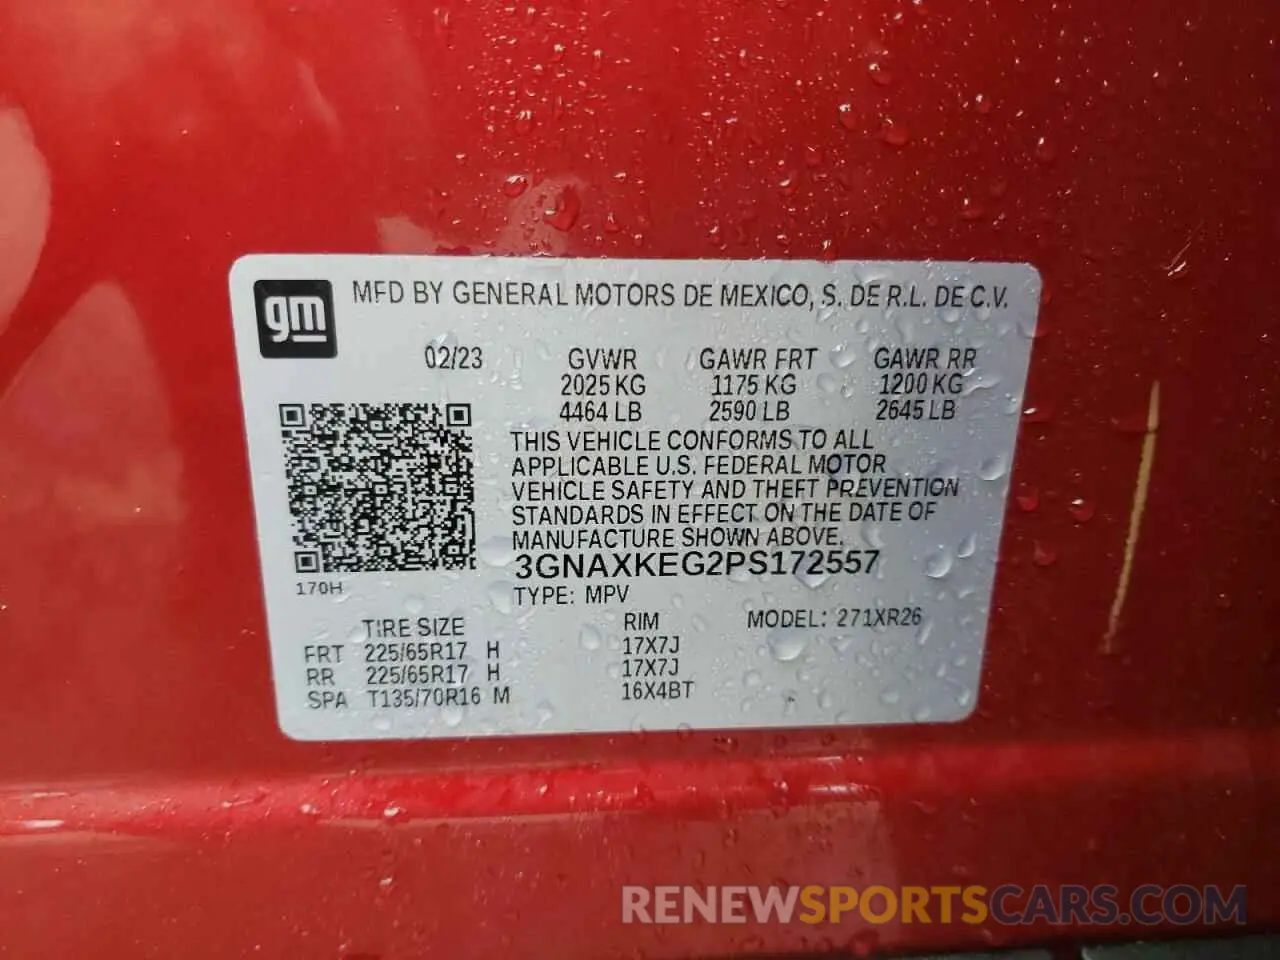 gm
MFD BY GENERAL MOTORS DE MEXICO, S. DE R.L. DE C.V.
02/23 GVWR GAWR FRT GAWR RR
2025 KG 1175 KG 1200 KG
4464 LB 2590 LB 2645 LB
THIS VEHICLE CONFORMS TO ALL
APPLICABLE U.S. FEDERAL MOTOR
VEHICLE SAFETY AND THEFT PREVENTION
STANDARDS IN EFFECT ON THE DATE OF
MANUFACTURE SHOWN ABOVE.
3GNAXKEG2PS172557
170H
TYPE: MPV
TIRE SIZE RIM MODEL: 271XR26
FRT 225/65R17 H 17X7J
RR 225/65R17 H 17X7J
SPA T135/70R16 M 16X4BT
RENEWSPORTSCARS.COM